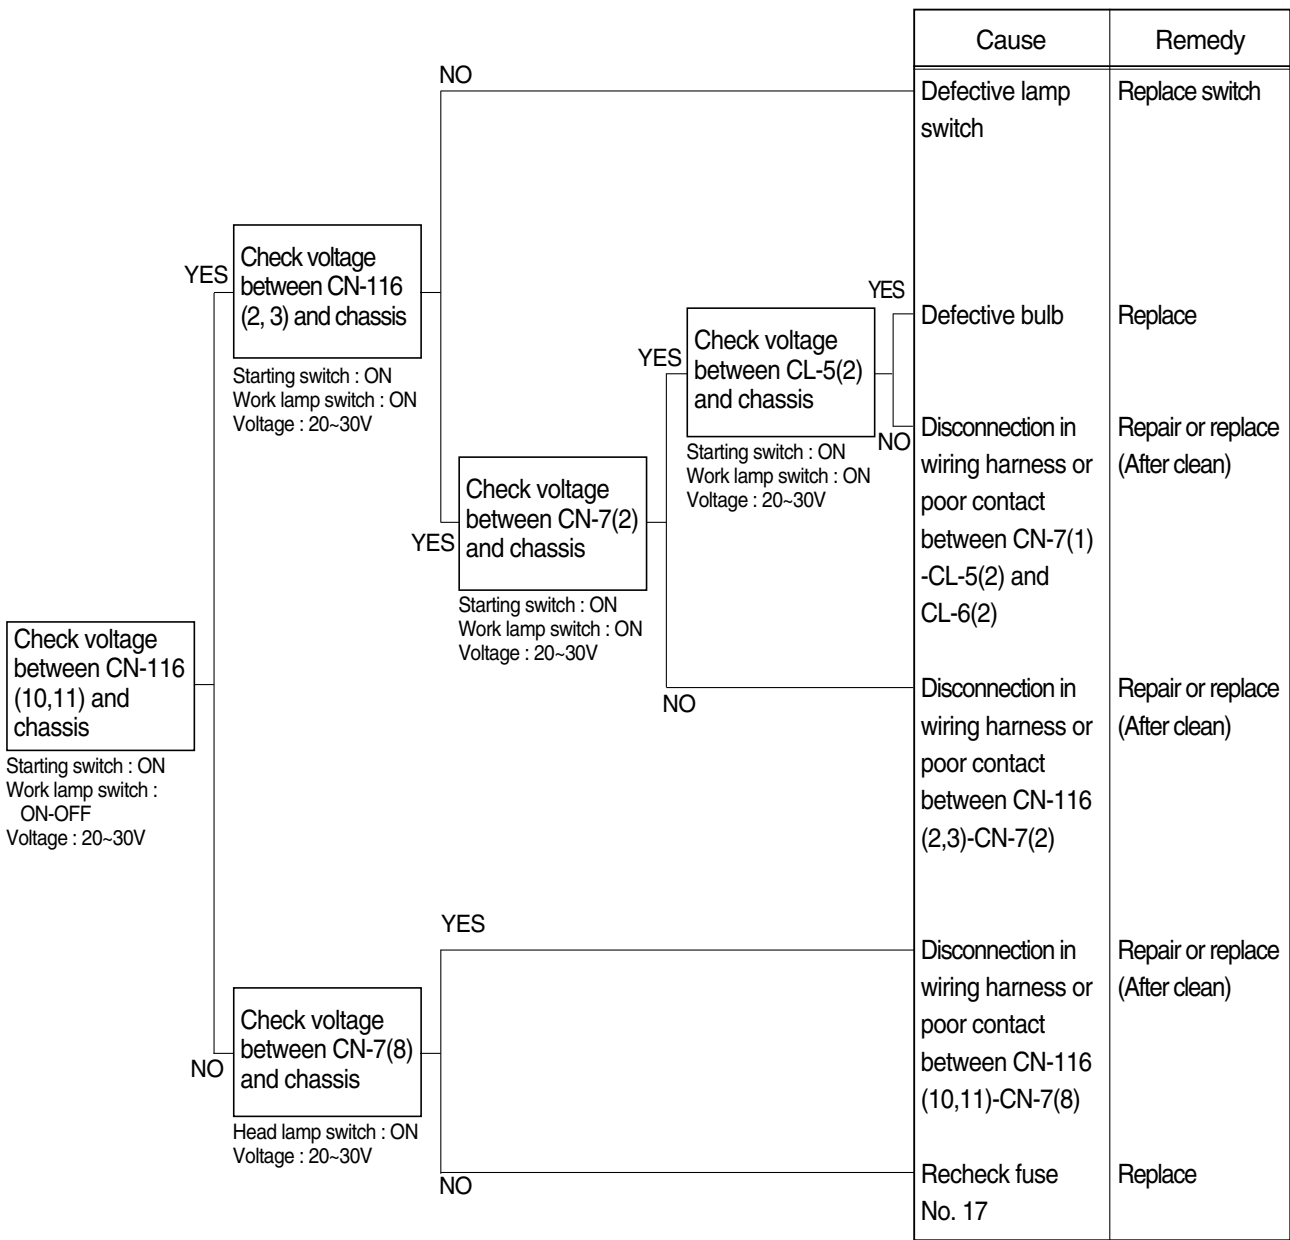 Cause
Remedy
NO
Defective lamp
switch
Replace switch
YES
Check voltage
between CN-116
(2, 3) and chassis
Starting switch : ON
Work lamp switch : ON
Voltage : 20~30V
YES
Defective bulb
Replace
YES
Check voltage
between CL-5(2)
and chassis
Starting switch : ON
Work lamp switch : ON
Voltage : 20~30V
NO
Disconnection in
wiring harness or
poor contact
between CN-7(1)
-CL-5(2) and
CL-6(2)
Repair or replace
(After clean)
YES
Check voltage
between CN-7(2)
and chassis
Starting switch : ON
Work lamp switch : ON
Voltage : 20~30V
NO
Disconnection in
wiring harness or
poor contact
between CN-116
(2,3)-CN-7(2)
Repair or replace
(After clean)
Check voltage
between CN-116
(10,11) and
chassis
Starting switch : ON
Work lamp switch :
ON-OFF
Voltage : 20~30V
YES
Disconnection in
wiring harness or
poor contact
between CN-116
(10,11)-CN-7(8)
Repair or replace
(After clean)
NO
Check voltage
between CN-7(8)
and chassis
Head lamp switch : ON
Voltage : 20~30V
NO
Recheck fuse
No. 17
Replace